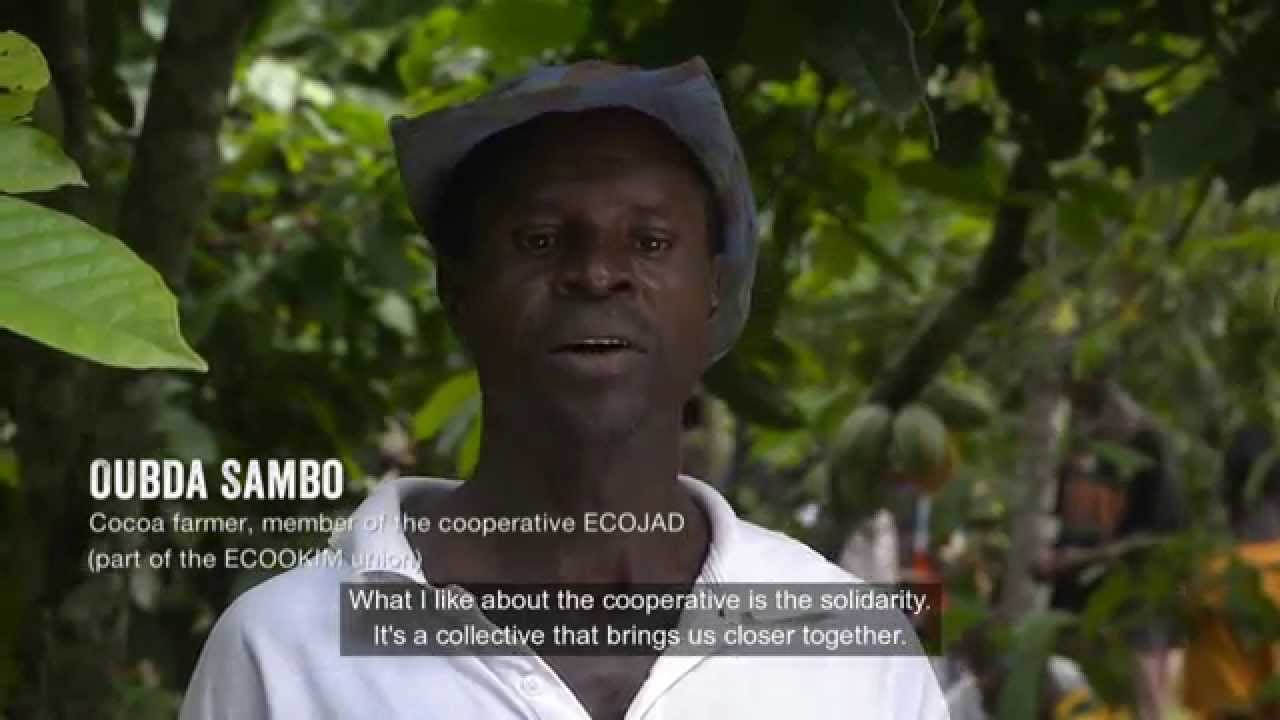 OUBDA SAMBO
Cocoa farmer, member of the cooperative ECOJAD
(part of the ECOOKIM union)
What I like about the cooperative is the solidarity.
It's a collective that brings us closer together.